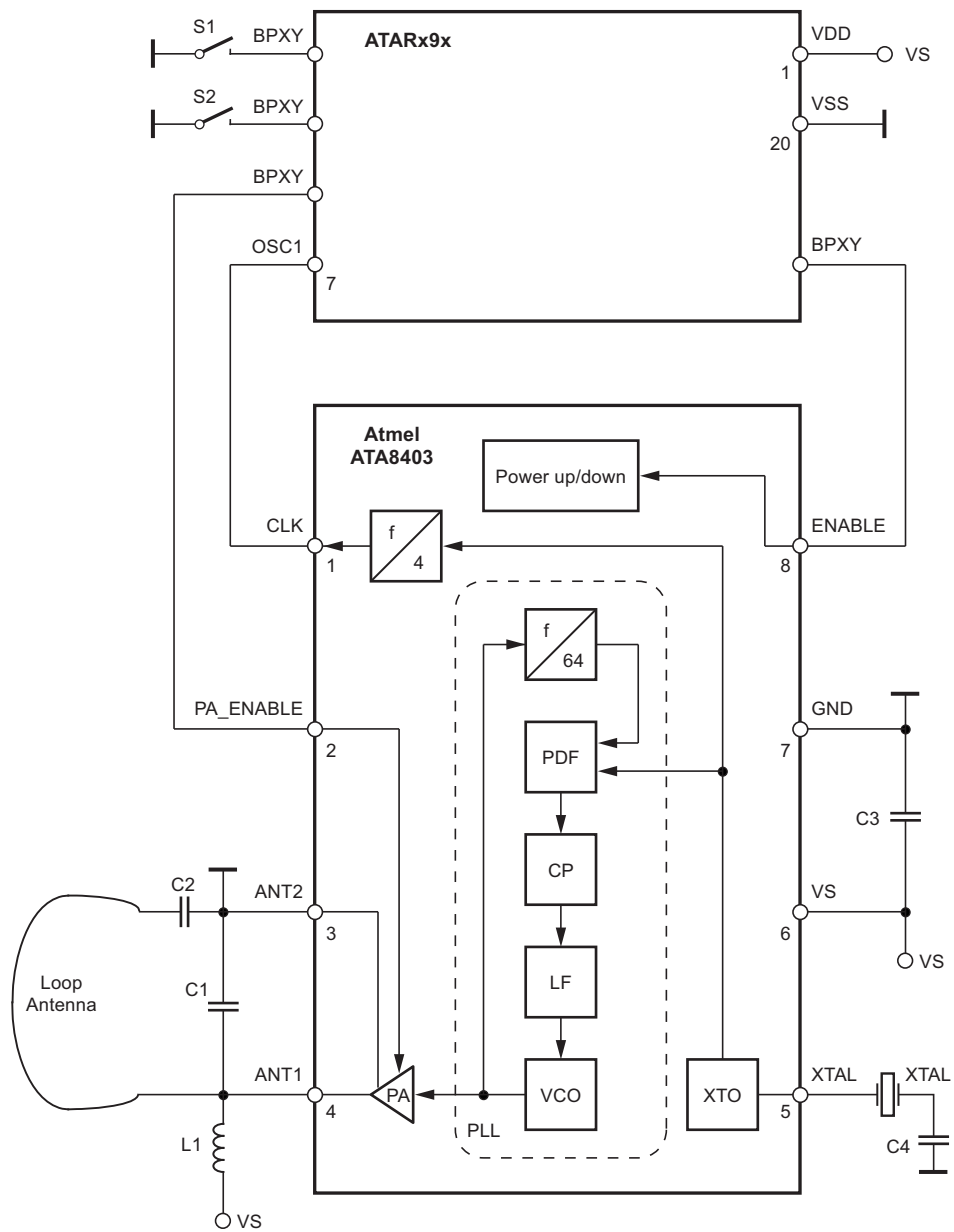 S1
BPXY
ATARx9x
VDD
1
VS
S2
BPXY
VSS
20
BPXY
OSC1
7
BPXY
Atmel
ATA8403
Power up/down
CLK
1
f
4
ENABLE
8
f
64
PA_ENABLE
2
GND
7
PDF
C3
CP
C2
ANT2
3
VS
6
VS
Loop
Antenna
C1
LF
ANT1
4
PA
VCO
XTO
XTAL
5
XTAL
PLL
L1
C4
VS